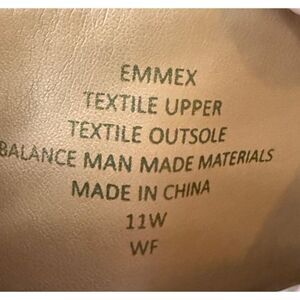 EMMEX
TEXTILE UPPER
TEXTILE OUTSOLE
BALANCE MAN MADE MATERIALS
MADE IN CHINA
11W
WF